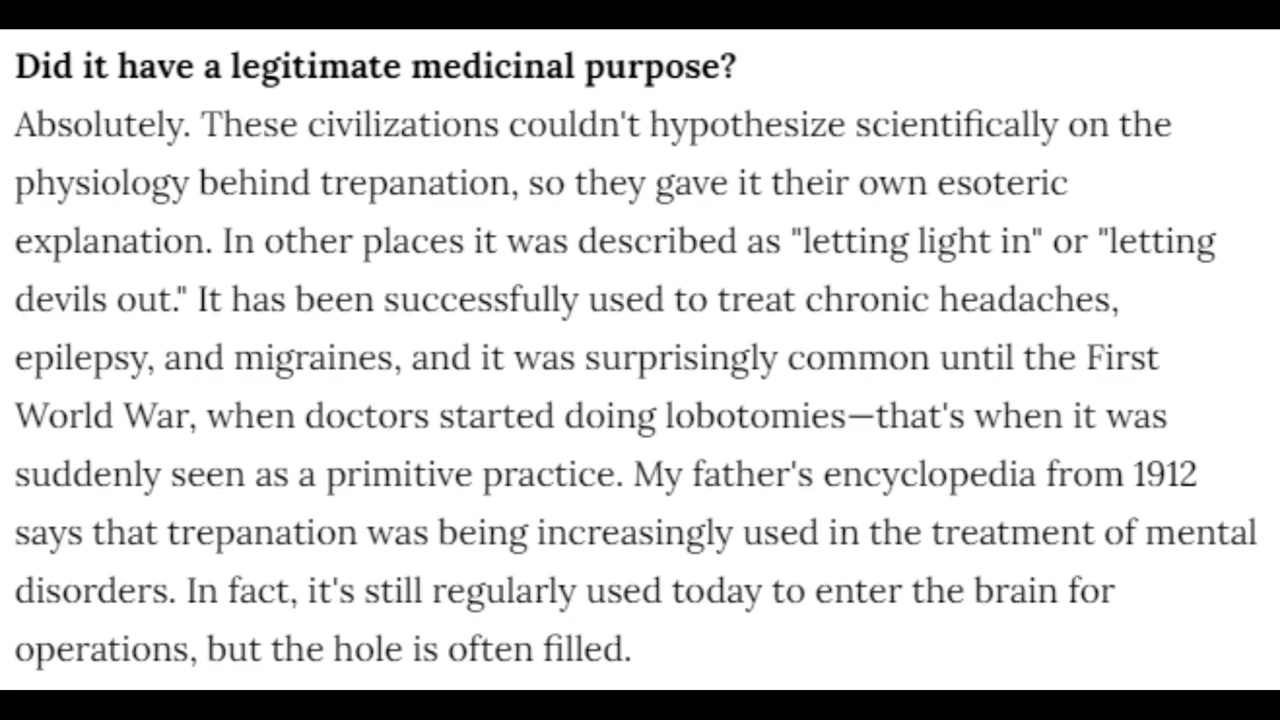 Did it have a legitimate medicinal purpose?
Absolutely. These civilizations couldn't hypothesize scientifically on the
physiology behind trepanation, so they gave it their own esoteric
explanation. In other places it was described as "letting light in" or "letting
devils out." It has been successfully used to treat chronic headaches,
epilepsy, and migraines, and it was surprisingly common until the First
World War, when doctors started doing lobotomies—that's when it was
suddenly seen as a primitive practice. My father's encyclopedia from 1912
says that trepanation was being increasingly used in the treatment of mental
disorders. In fact, it's still regularly used today to enter the brain for
operations, but the hole is often filled.